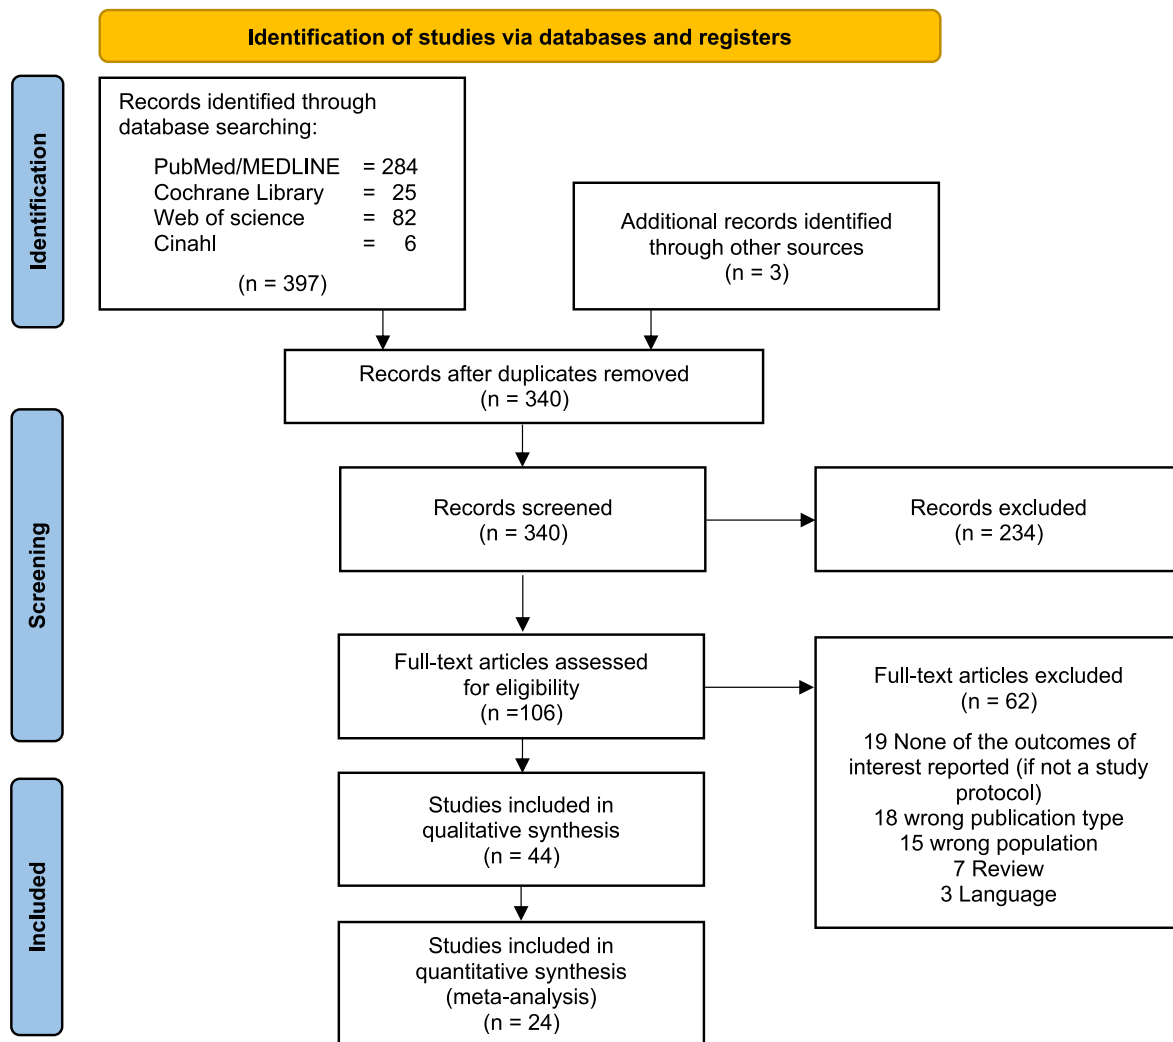 Identification of studies via databases and registers
Identification
Records identified through
database searching:
PubMed/MEDLINE = 284
Cochrane Library = 25
Web of science = 82
Cinahl = 6
(n = 397)
Additional records identified
through other sources
(n = 3)
Records after duplicates removed
(n = 340)
Screening
Records screened
(n = 340)
Records excluded
(n = 234)
Full-text articles assessed
for eligibility
(n =106)
Full-text articles excluded
(n = 62)
19 None of the outcomes of
interest reported (if not a study
protocol)
18 wrong publication type
15 wrong population
7 Review
3 Language
Included
Studies included in
qualitative synthesis
(n = 44)
Studies included in
quantitative synthesis
(meta-analysis)
(n = 24)